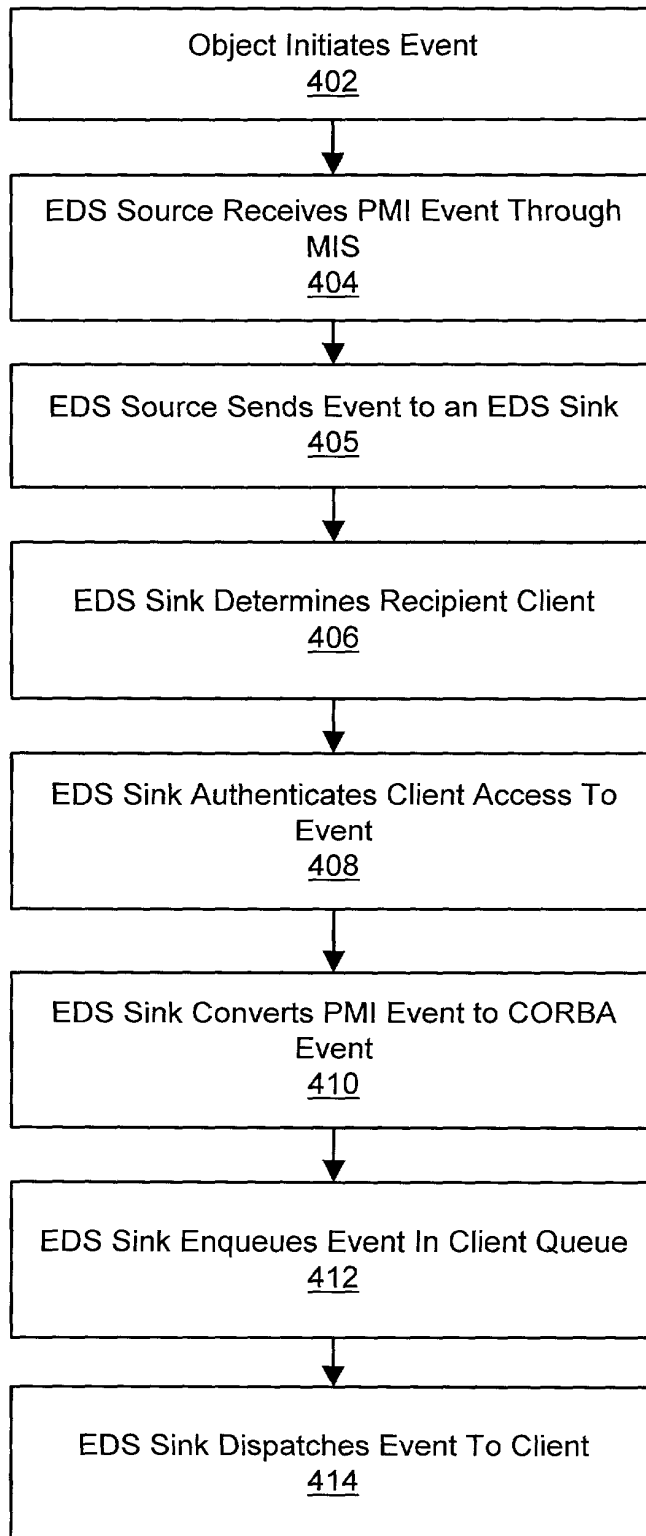 Object Initiates Event
402
EDS Source Receives PMI Event Through
MIS
404
EDS Source Sends Event to an EDS Sink
405
EDS Sink Determines Recipient Client
406
EDS Sink Authenticates Client Access To
Event
408
EDS Sink Converts PMI Event to CORBA
Event
410
EDS Sink Enqueues Event In Client Queue
412
EDS Sink Dispatches Event To Client
414